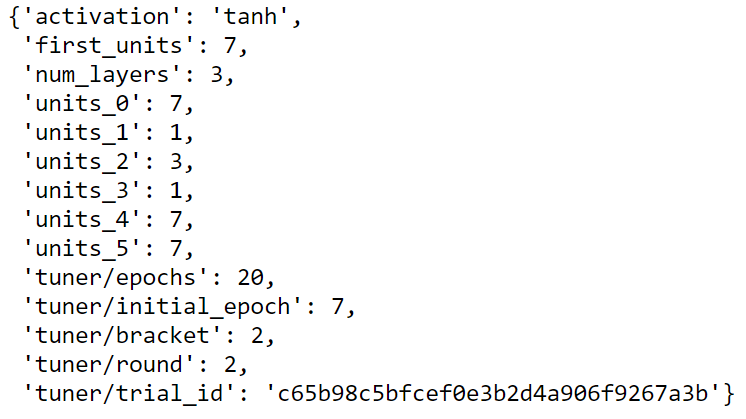 {'activation': 'tanh',
'first_units': 7,
'num_layers': 3,
'units_0': 7,
'units_1': 1,
'units_2': 3,
'units_3': 1,
'units_4': 7,
'units_5': 7,
'tuner/epochs': 20,
'tuner/initial_epoch': 7,
'tuner/bracket': 2,
'tuner/round': 2,
'tuner/trial_id': 'c65b98c5bfcef0e3b2d4a906f9267a3b'}